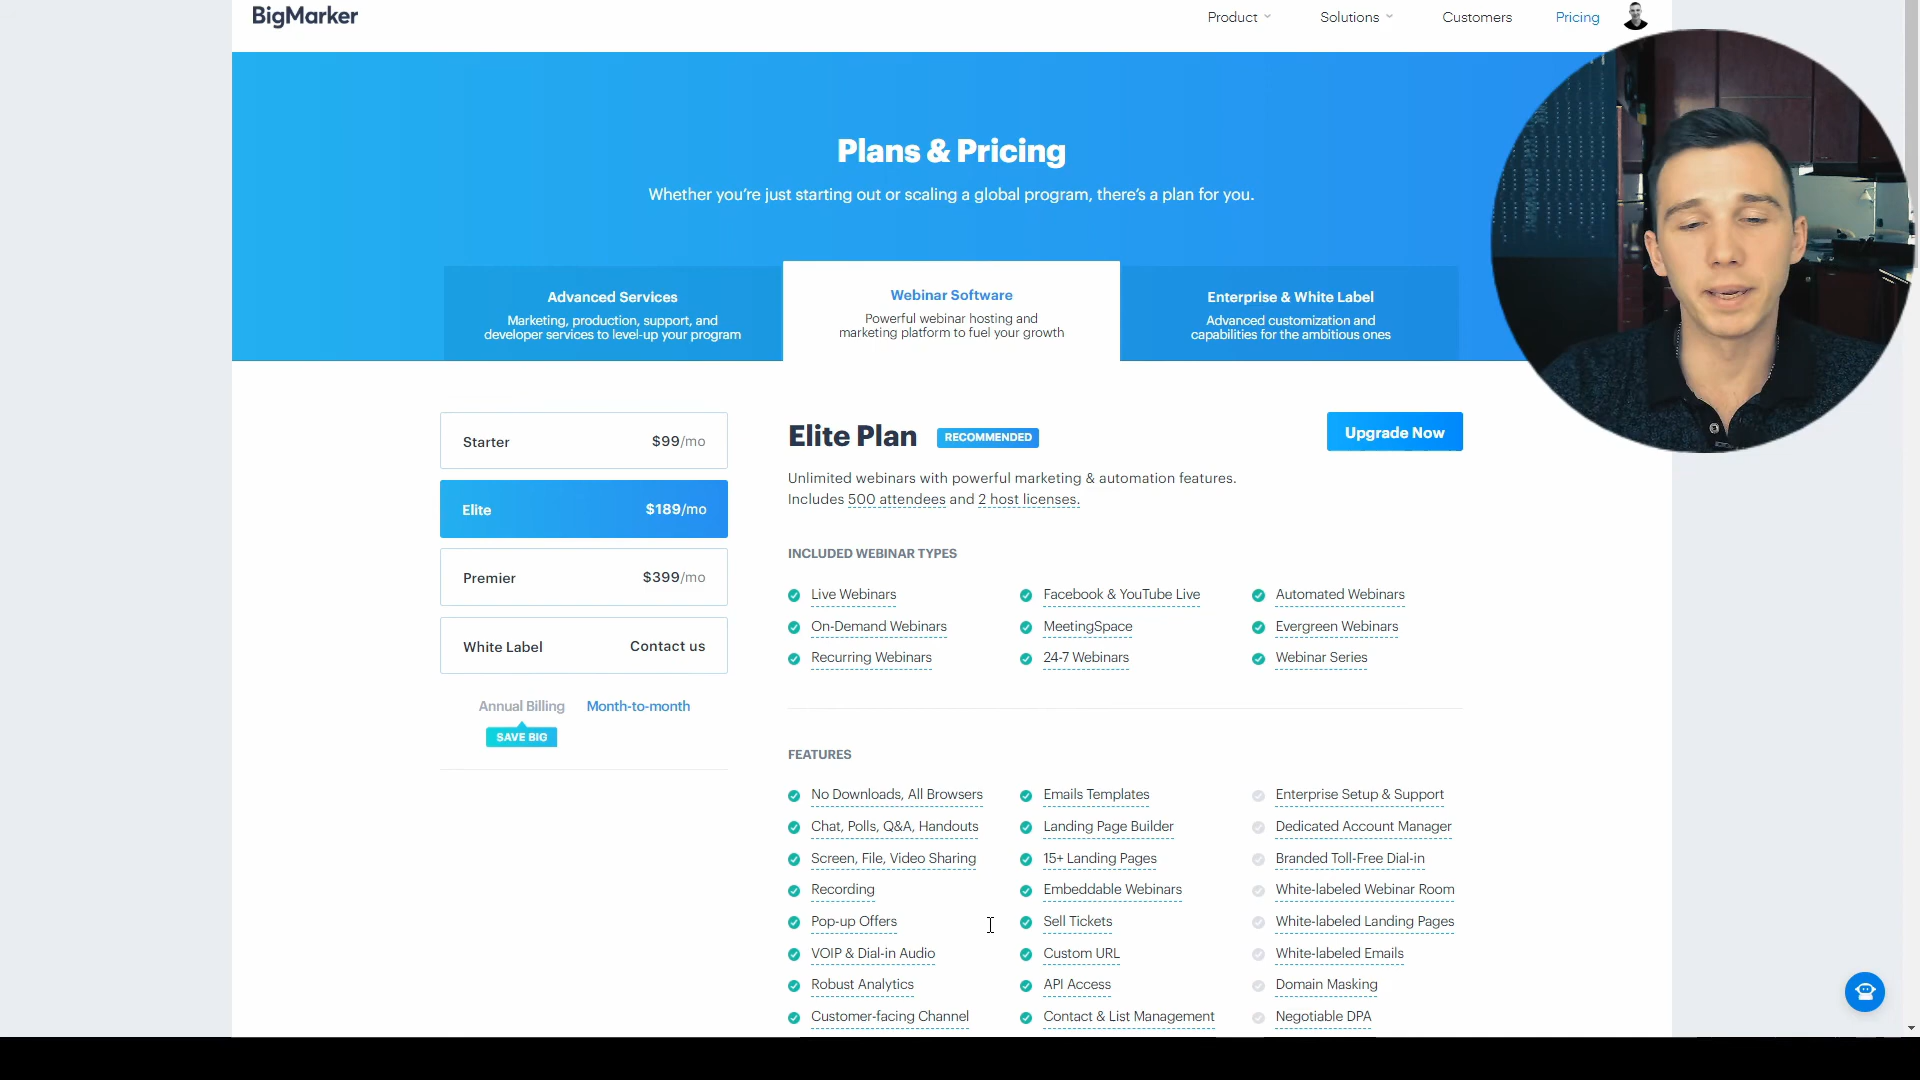 BigMarker
Product
Solutions
Customers
Pricing
Plans & Pricing
Whether you're just starting out or scaling a global program, there's a plan for you.
Advanced Services
Marketing, production, support, and
developer services to level-up your program
Webinar Software
Powerful webinar hosting and
marketing platform to fuel your growth
Enterprise & White Label
Advanced customization and
capabilities for the ambitious ones
Starter $99/mo
Elite $189/mo
Premier $399/mo
White Label Contact us
Annual Billing Month-to-month
SAVE BIG
Elite Plan RECOMMENDED
Upgrade Now
Unlimited webinars with powerful marketing & automation features.
Includes 500 attendees and 2 host licenses.
INCLUDED WEBINAR TYPES
Live Webinars Facebook & YouTube Live Automated Webinars
On-Demand Webinars MeetingSpace Evergreen Webinars
Recurring Webinars 24-7 Webinars Webinar Series
FEATURES
No Downloads, All Browsers Emails Templates Enterprise Setup & Support
Chat, Polls, Q&A, Handouts Landing Page Builder Dedicated Account Manager
Screen, File, Video Sharing 15+ Landing Pages Branded Toll-Free Dial-in
Recording Embeddable Webinars White-labeled Webinar Room
Pop-up Offers Sell Tickets White-labeled Landing Pages
VOIP & Dial-in Audio Custom URL White-labeled Emails
Robust Analytics API Access Domain Masking
Customer-facing Channel Contact & List Management Negotiable DPA